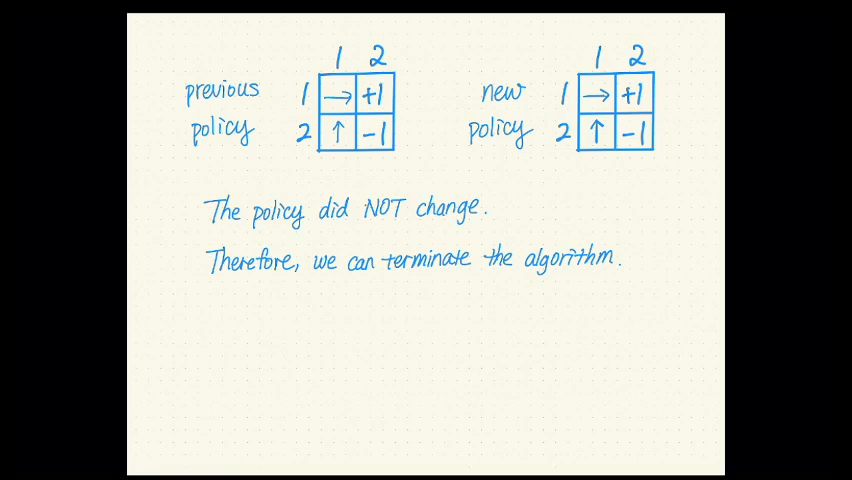 1 2
previous 1 → +1
policy 2 ↑ -1
1 2
new 1 → +1
policy 2 ↑ -1
The policy did NOT change.
Therefore, we can terminate the algorithm.